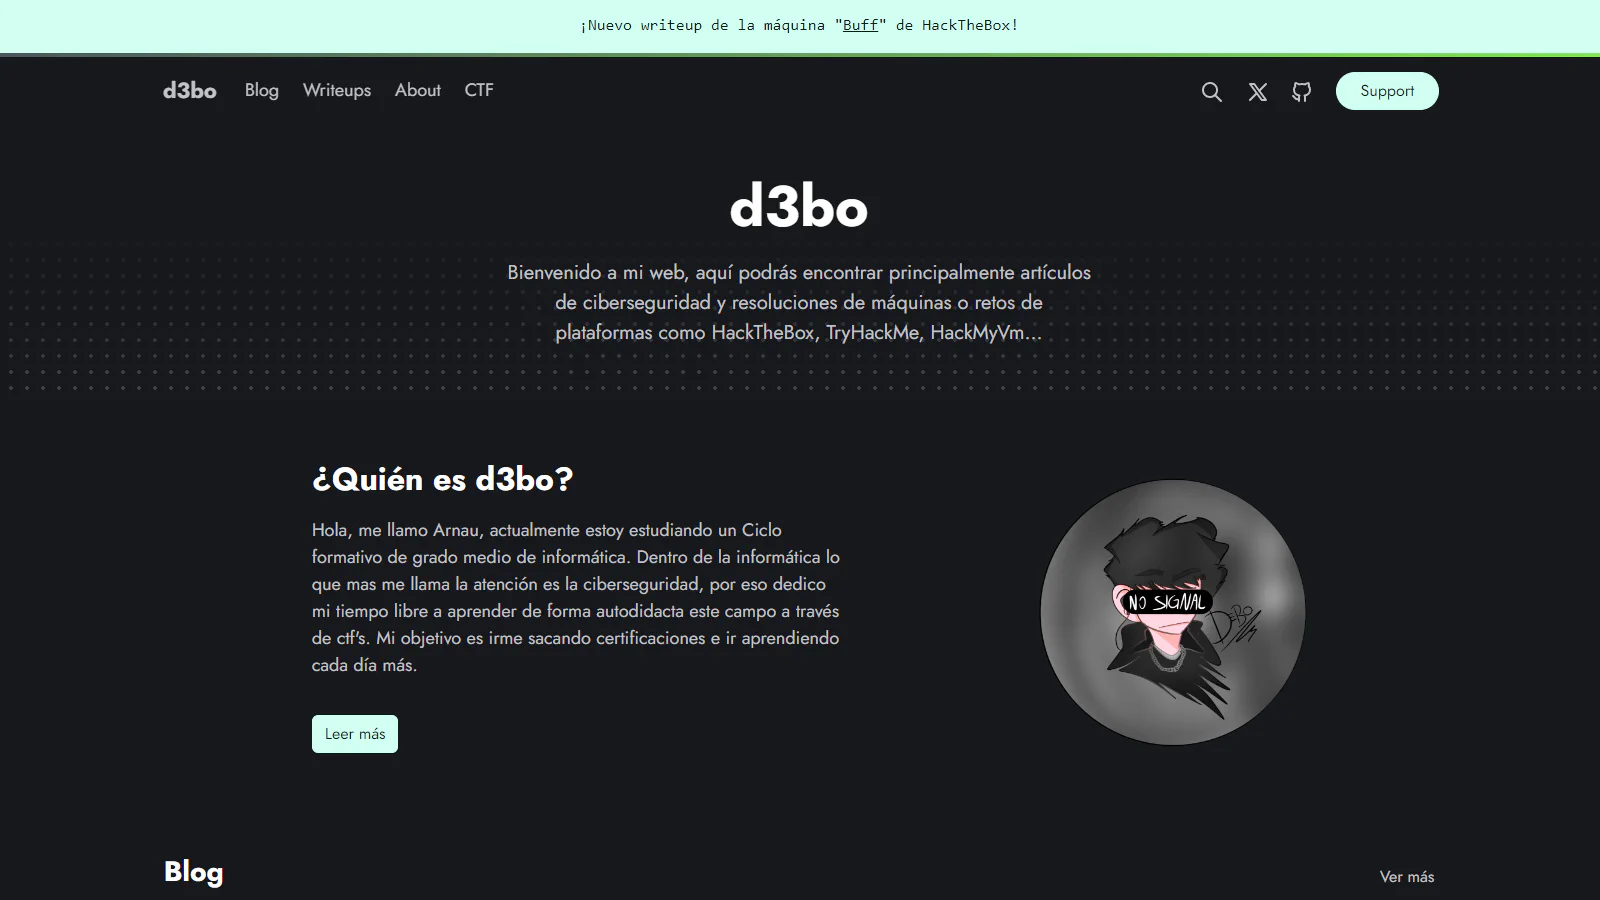 ¡Nuevo writeup de la máquina "Buff" de HackTheBox!
d3bo Blog Writeups About CTF Support
d3bo
Bienvenido a mi web, aquí podrás encontrar principalmente artículos
de ciberseguridad y resoluciones de máquinas o retos de
plataformas como HackTheBox, TryHackMe, HackMyVm...
¿Quién es d3bo?
Hola, me llamo Arnau, actualmente estoy estudiando un Ciclo
formativo de grado medio de informática. Dentro de la informática lo
que mas me llama la atención es la ciberseguridad, por eso dedico
mi tiempo libre a aprender de forma autodidacta este campo a través
de ctf's. Mi objetivo es irme sacando certificaciones e ir aprendiendo
cada día más.
Leer más
NO SIGNAL
DEBO
Blog
Ver más